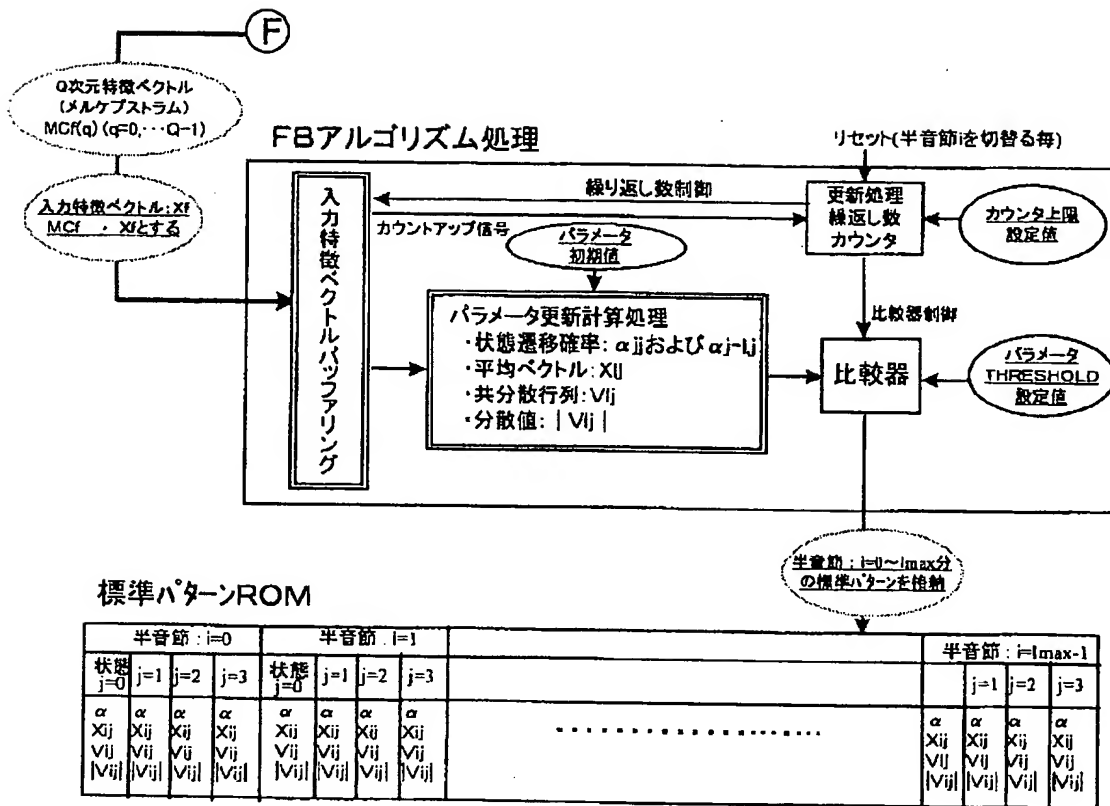 F
Q次元特徴ベクトル
(メルケプストラム)
MCf(q) (q=0,・・・Q-1)
入力特徴ベクトル:Xf
MCf ・ Xfとする
FBアルゴリズム処理
リセット(半音節iを切替る毎)
入力特徴ベクトルバッファリング
繰り返し数制御
カウントアップ信号
更新処理
繰返し数
カウンタ
カウンタ上限
設定値
パラメータ
初期値
パラメータ更新計算処理
・状態遷移確率: αjjおよびαj-1,j
・平均ベクトル: Xij
・共分散行列: Vij
・分散値: | Vij |
比較器制御
比較器
パラメータ
THRESHOLD
設定値
半音節: i=0~Imax分
の標準パターンを格納
標準パターンROM
半音節: i=0 半音節: i=1 半音節: i=Imax-1
状態 j=0 j=1 j=2 j=3 状態 j=0 j=1 j=2 j=3 j=1 j=2 j=3
α α α α α α α α α α α α
Xij Xij Xij Xij Xij Xij Xij Xij ・・・・・・・・・・・・・・・・・・ Xij Xij Xij Xij
Vij Vij Vij Vij Vij Vij Vij Vij Vij Vij Vij Vij
|Vij| |Vij| |Vij| |Vij| |Vij| |Vij| |Vij| |Vij| |Vij| |Vij| |Vij| |Vij|